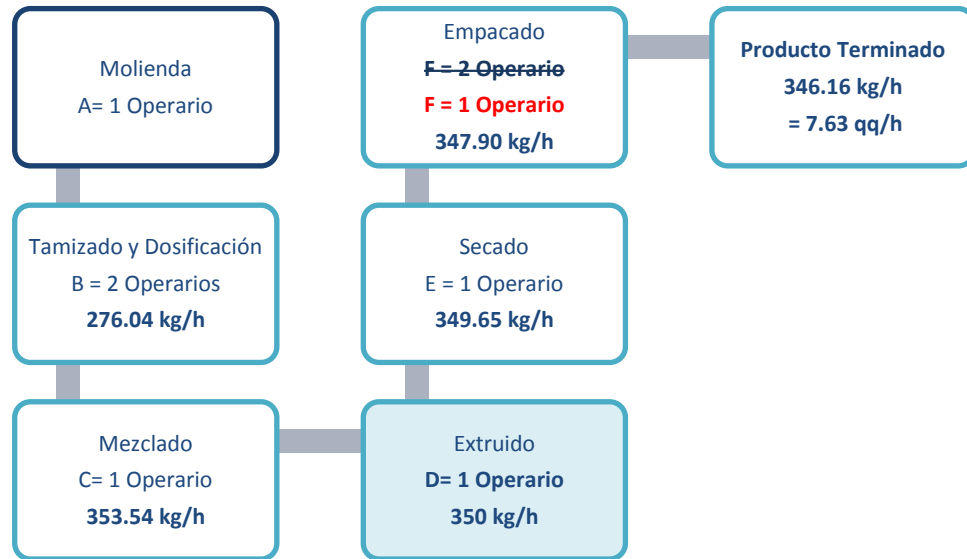 Molienda
A= 1 Operario
Tamizado y Dosificación
B = 2 Operarios
276.04 kg/h
Mezclado
C= 1 Operario
353.54 kg/h
Extruido
D= 1 Operario
350 kg/h
Secado
E = 1 Operario
349.65 kg/h
Empacado
F = 2 Operario
F = 1 Operario
347.90 kg/h
Producto Terminado
346.16 kg/h
= 7.63 qq/h